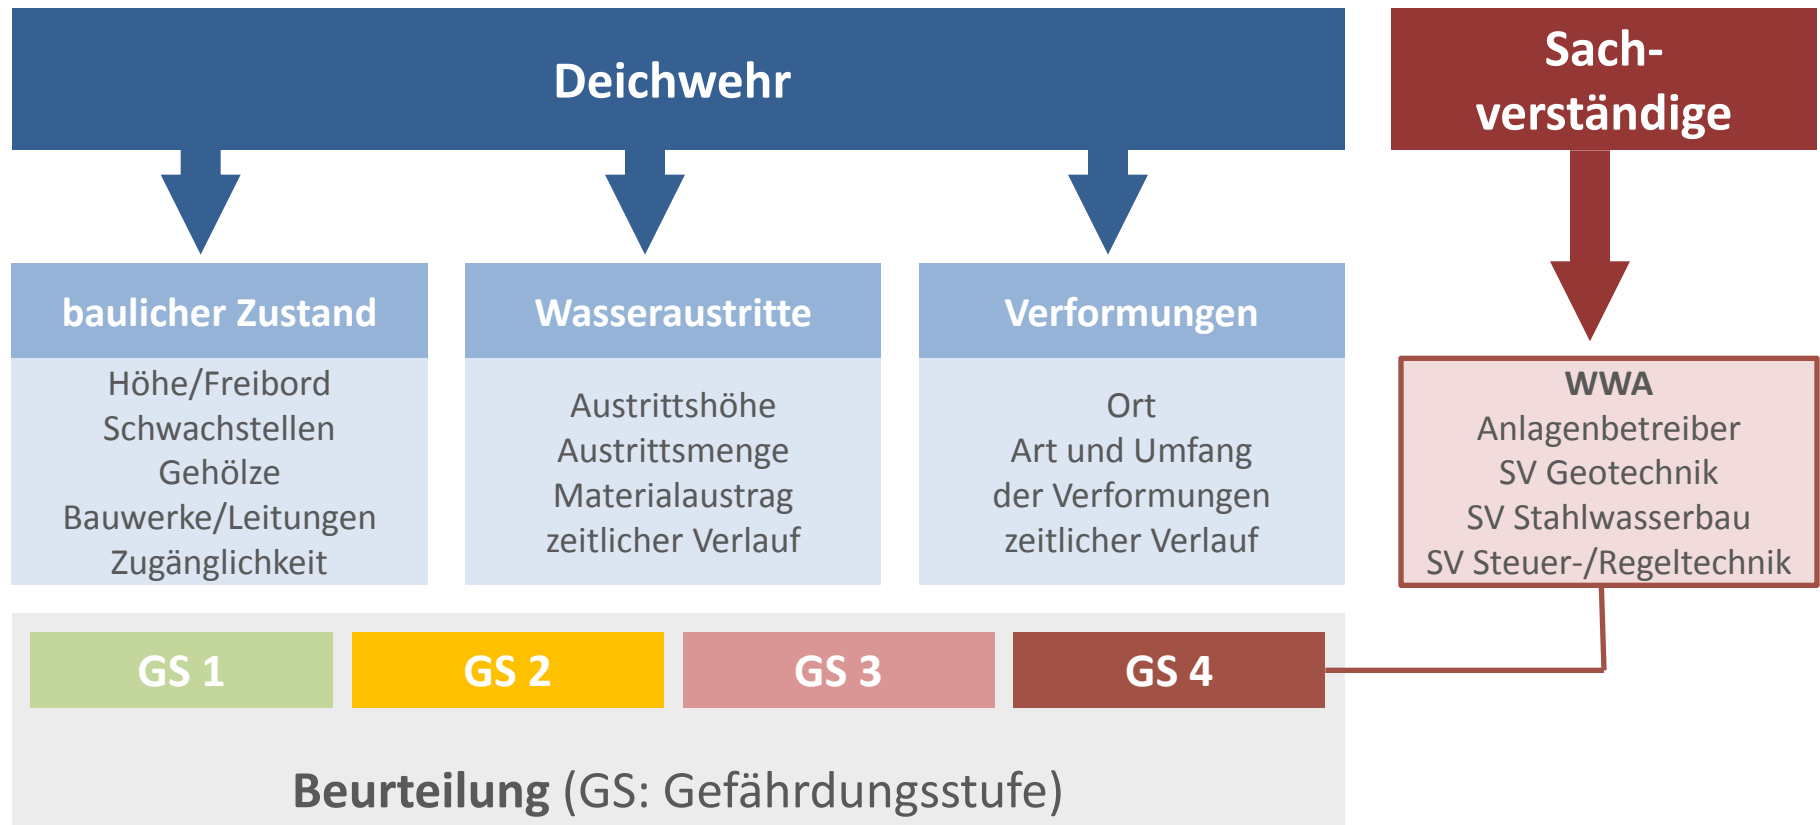 Deichwehr
Sach-
verständige
baulicher Zustand
Höhe/Freibord
Schwachstellen
Gehölze
Bauwerke/Leitungen
Zugänglichkeit
Wasseraustritte
Austrittshöhe
Austrittsmenge
Materialaustrag
zeitlicher Verlauf
Verformungen
Ort
Art und Umfang
der Verformungen
zeitlicher Verlauf
WWA
Anlagenbetreiber
SV Geotechnik
SV Stahlwasserbau
SV Steuer-/Regeltechnik
GS 1
GS 2
GS 3
GS 4
Beurteilung (GS: Gefährdungsstufe)